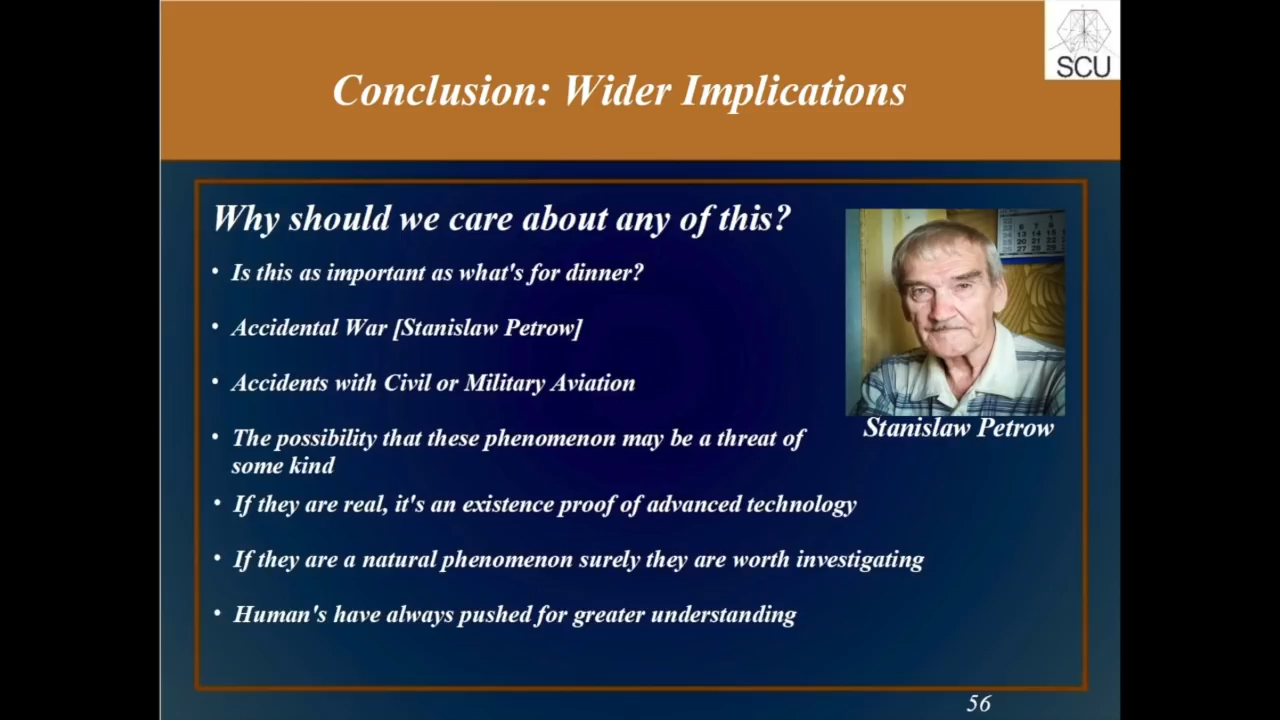 SCU
Conclusion: Wider Implications
Why should we care about any of this?
• Is this as important as what's for dinner?
• Accidental War [Stanislaw Petrow]
• Accidents with Civil or Military Aviation
• The possibility that these phenomenon may be a threat of
some kind
• If they are real, it's an existence proof of advanced technology
• If they are a natural phenomenon surely they are worth investigating
• Human's have always pushed for greater understanding
Stanislaw Petrow
56